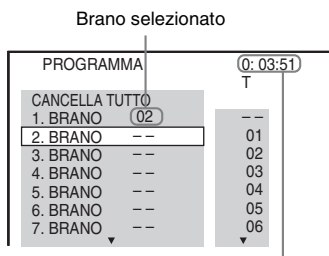 Brano selezionato
PROGRAMMA 0: 03:51
T
CANCELLA TUTTO
1. BRANO 02 – –
2. BRANO – – 01
3. BRANO – – 02
4. BRANO – – 03
5. BRANO – – 04
6. BRANO – – 05
7. BRANO – – 06